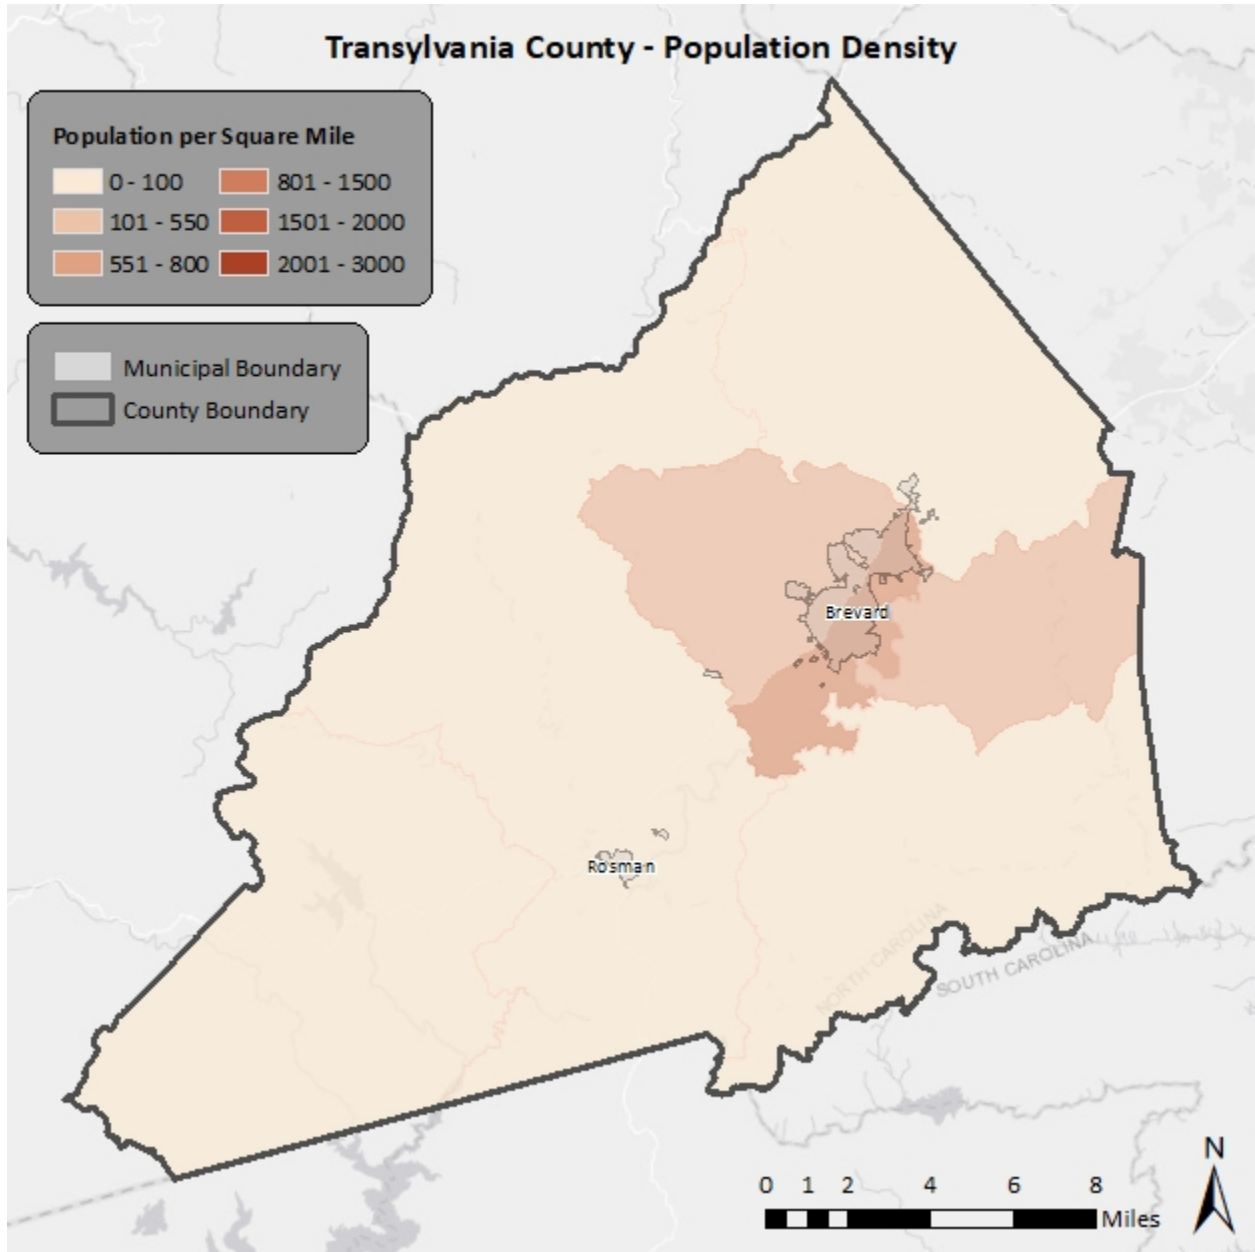 Transylvania County - Population Density
Population per Square Mile
0 - 100
801 - 1500
101 - 550
1501 - 2000
551 - 800
2001 - 3000
Municipal Boundary
County Boundary
Brevard
Rosman
NORTH CAROLINA
SOUTH CAROLINA
N
0 1 2 4 6 8
Miles